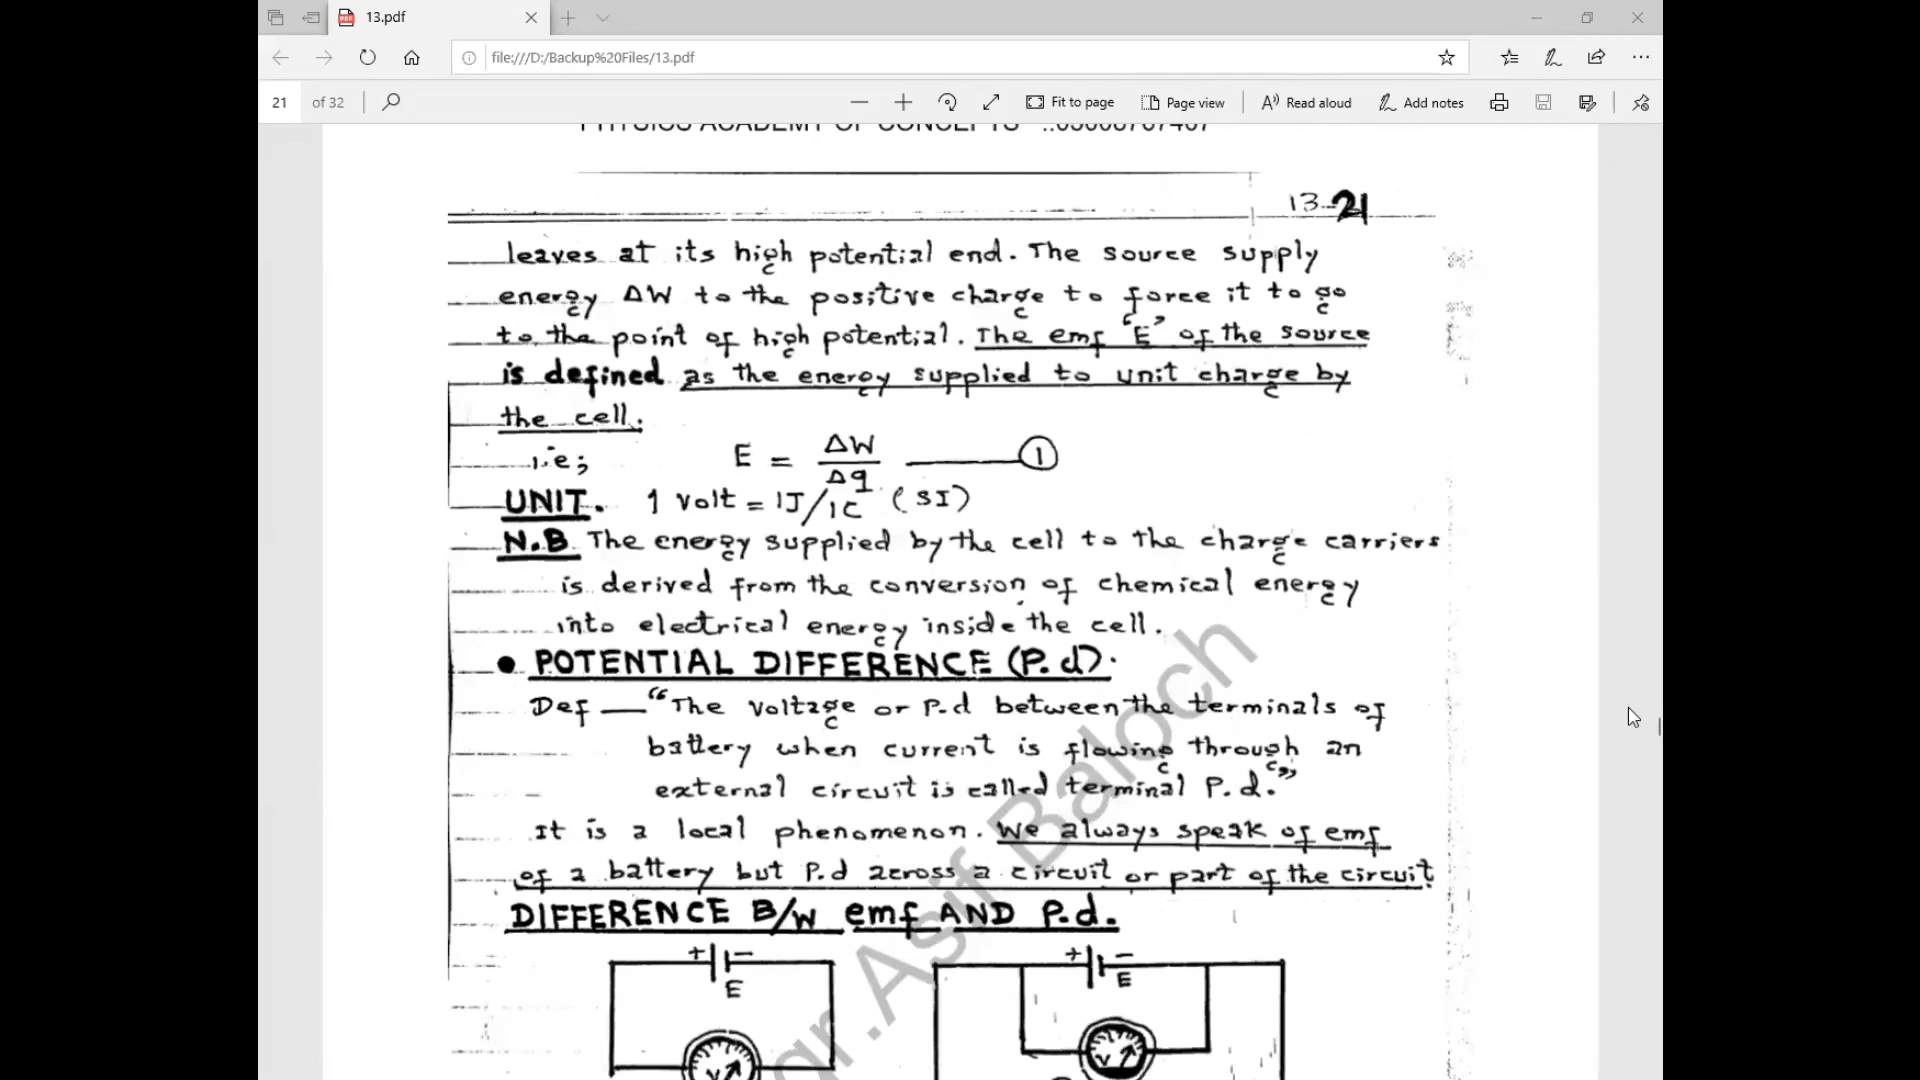 13.pdf
file:///D:/Backup%20Files/13.pdf
21 of 32 Fit to page Page view Read aloud Add notes
PHYSICS ACADEMY OF CONCEPTS
13-21
leaves at its high potential end. The source supply
energy ΔW to the positive charge to force it to go
to the point of high potential. The emf "E" of the source
is defined as the energy supplied to unit charge by
the cell.
i.e; E = ΔW/Δq ——— ①
UNIT. 1 volt = 1J/1C (SI)
N.B The energy supplied by the cell to the charge carriers
is derived from the conversion of chemical energy
into electrical energy inside the cell.
● POTENTIAL DIFFERENCE (P.d).
Def — "The voltage or P.d between the terminals of
battery when current is flowing through an
external circuit is called terminal P.d."
It is a local phenomenon. We always speak of emf
of a battery but P.d across a circuit or part of the circuit
DIFFERENCE B/w emf AND P.d.
+ − + −
E E
V V
gr.Asif Baloch